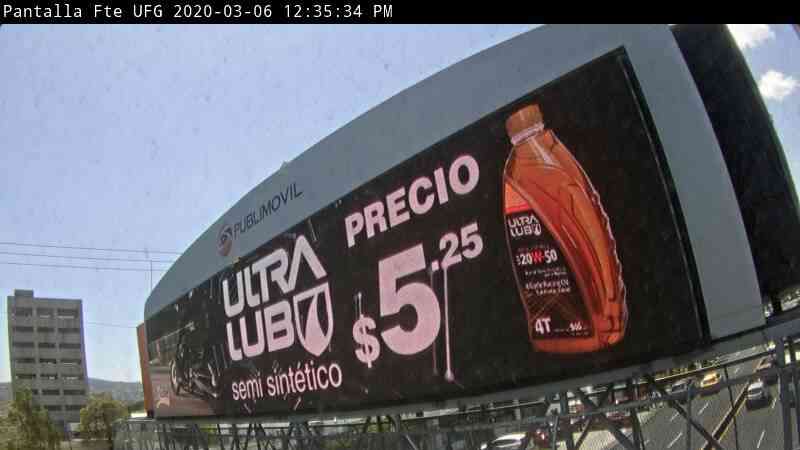 Pantalla Fte UFG 2020-03-06 12:35:34 PM
PUBLIMOVIL
PRECIO
$5.25
ULTRA
LUB
semi sintético
ULTRA
LUB
20W-50
4T